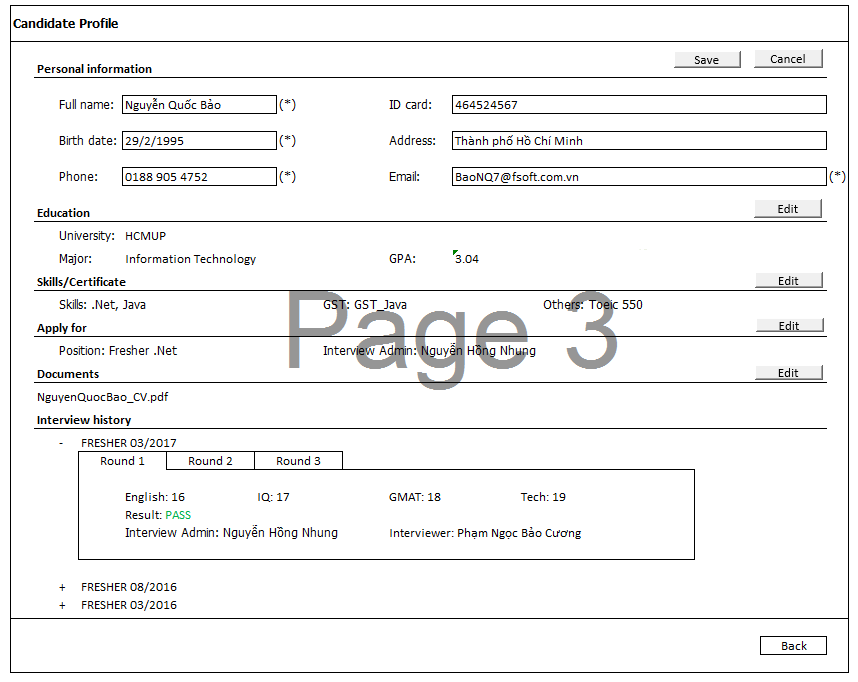 Candidate Profile
Save Cancel
Personal information
Full name: Nguyễn Quốc Bảo (*) ID card: 464524567
Birth date: 29/2/1995 (*) Address: Thành phố Hồ Chí Minh
Phone: 0188 905 4752 (*) Email: BaoNQ7@fsoft.com.vn (*)
Education Edit
University: HCMUP
Major: Information Technology GPA: 3.04
Skills/Certificate Edit
Skills: .Net, Java GST: GST_Java Others: Toeic 550
Apply for Edit
Position: Fresher .Net Interview Admin: Nguyễn Hồng Nhung
Page 3
Documents Edit
NguyenQuocBao_CV.pdf
Interview history
- FRESHER 03/2017
Round 1 Round 2 Round 3
English: 16 IQ: 17 GMAT: 18 Tech: 19
Result: PASS
Interview Admin: Nguyễn Hồng Nhung Interviewer: Phạm Ngọc Bảo Cương
+ FRESHER 08/2016
+ FRESHER 03/2016
Back